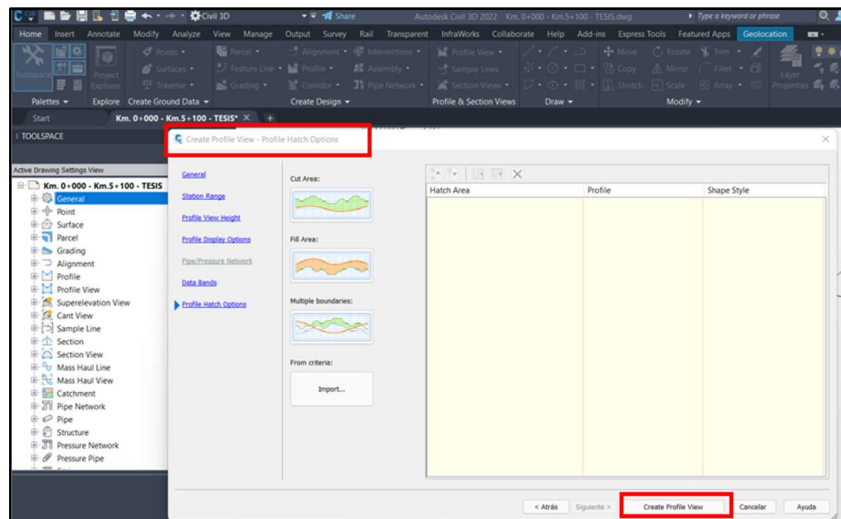 Civil 3D Share Autodesk Civil 3D 2022 Km. 0+000 - Km.5+100 - TESIS.dwg Type a keyword or phrase
Home Insert Annotate Modify Analyze View Manage Output Survey Rail Transparent InfraWorks Collaborate Help Add-ins Express Tools Featured Apps Geolocation
Points Parcel Alignment Intersections Profile View Move Rotate Trim
Surfaces Feature Line Profile Assembly Sample Lines Copy Mirror Fillet
Toolspace Project Explorer Traverse Grading Corridor Pipe Network Section Views Stretch Scale Array Layer Properties
Palettes Explore Create Ground Data Create Design Profile & Section Views Draw Modify
Start Km. 0+000 - Km.5+100 - TESIS*
TOOLSPACE
Create Profile View - Profile Hatch Options
Active Drawing Settings View
Km. 0+000 - Km.5+100 - TESIS
General
Point
Surface
Parcel
Grading
Alignment
Profile
Profile View
Superelevation View
Cant View
Sample Line
Section
Section View
Mass Haul Line
Mass Haul View
Catchment
Pipe Network
Pipe
Structure
Pressure Network
Pressure Pipe
General
Station Range
Profile View Height
Profile Display Options
Pipe/Pressure Network
Data Bands
Profile Hatch Options
Cut Area:
Fill Area:
Multiple boundaries:
From criteria:
Import...
Hatch Area Profile Shape Style
< Atrás Siguiente > Create Profile View Cancelar Ayuda